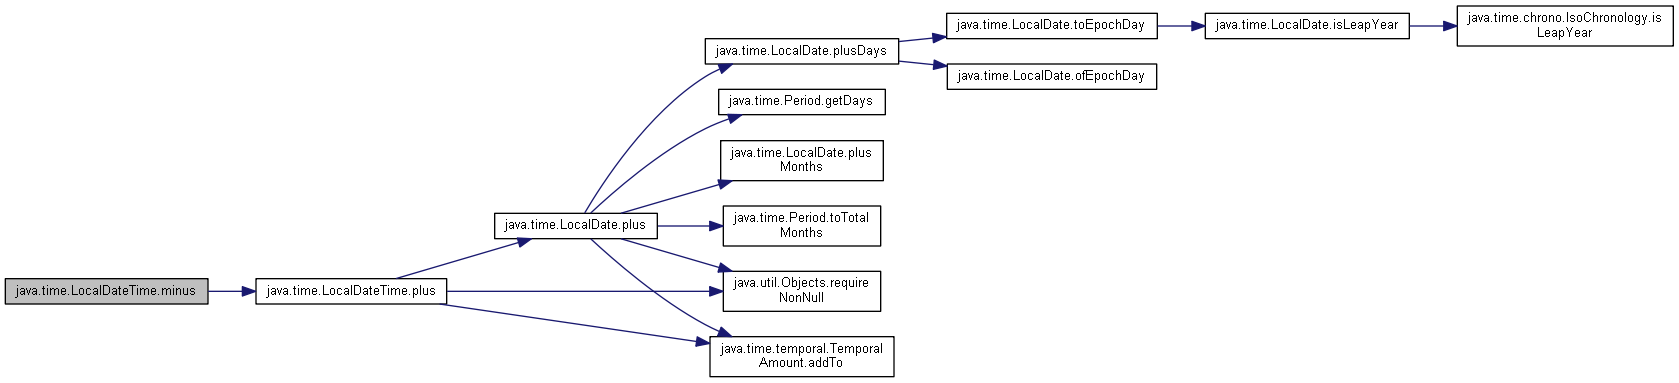 java.time.LocalDateTime.minus
java.time.LocalDateTime.plus
java.time.LocalDate.plus
java.time.LocalDate.plusDays
java.time.LocalDate.toEpochDay
java.time.LocalDate.isLeapYear
java.time.chrono.IsoChronology.is
LeapYear
java.time.LocalDate.ofEpochDay
java.time.Period.getDays
java.time.LocalDate.plus
Months
java.time.Period.toTotal
Months
java.util.Objects.require
NonNull
java.time.temporal.Temporal
Amount.addTo